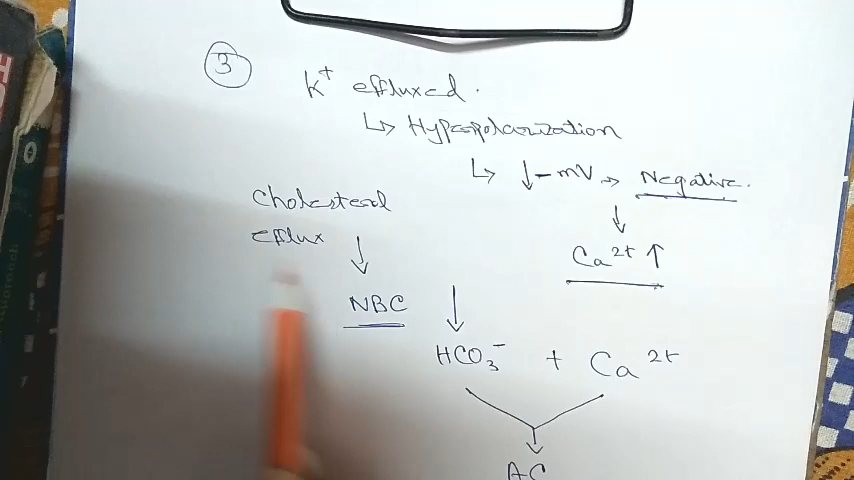 3
K⁺ effluxed.
↳ Hyperpolarization
↳ ↓ -mV → Negative.
↓
Cholesterol
efflux ↓
Ca²⁺ ↑
NBC ↓
HCO₃⁻ + Ca²⁺
↓
AC